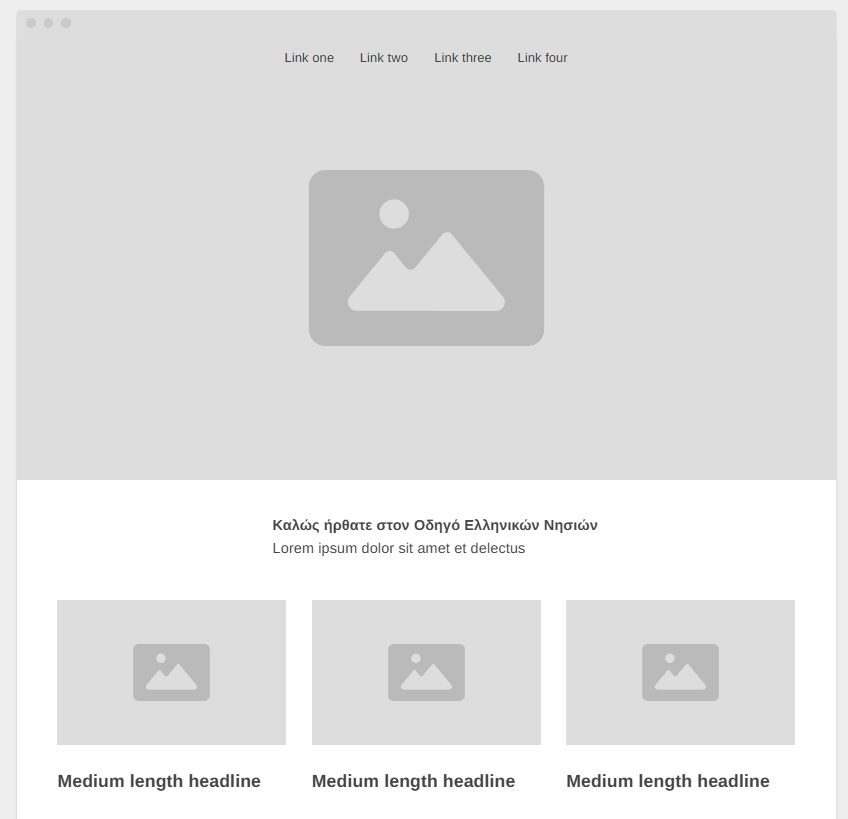 Link one Link two Link three Link four
Καλώς ήρθατε στον Οδηγό Ελληνικών Νησιών
Lorem ipsum dolor sit amet et delectus
Medium length headline Medium length headline Medium length headline